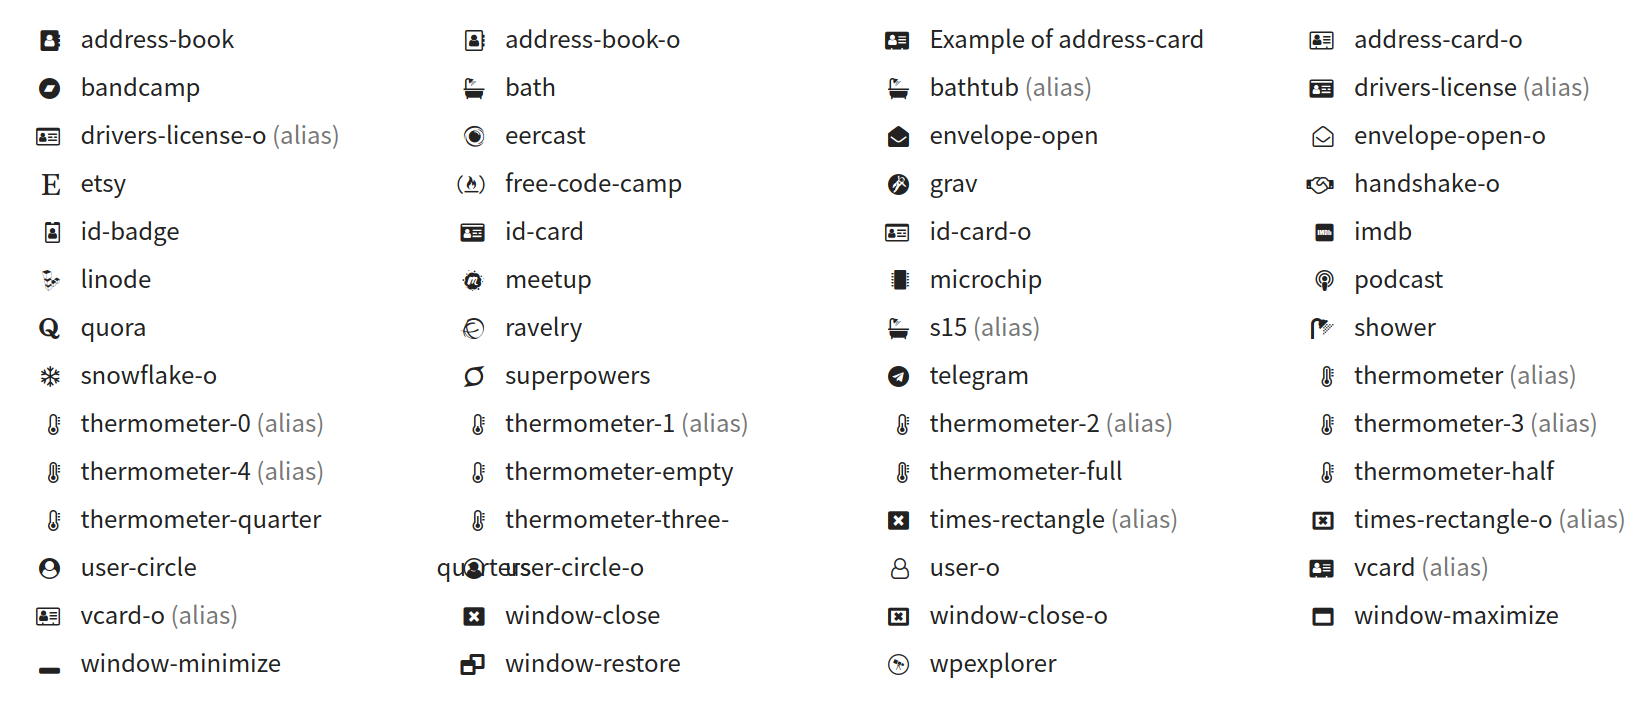 address-book address-book-o Example of address-card address-card-o
bandcamp bath bathtub (alias) drivers-license (alias)
drivers-license-o (alias) eercast envelope-open envelope-open-o
etsy free-code-camp grav handshake-o
id-badge id-card id-card-o imdb
linode meetup microchip podcast
quora ravelry s15 (alias) shower
snowflake-o superpowers telegram thermometer (alias)
thermometer-0 (alias) thermometer-1 (alias) thermometer-2 (alias) thermometer-3 (alias)
thermometer-4 (alias) thermometer-empty thermometer-full thermometer-half
thermometer-quarter thermometer-three- times-rectangle (alias) times-rectangle-o (alias)
user-circle quarters user-circle-o user-o vcard (alias)
vcard-o (alias) window-close window-close-o window-maximize
window-minimize window-restore wpexplorer